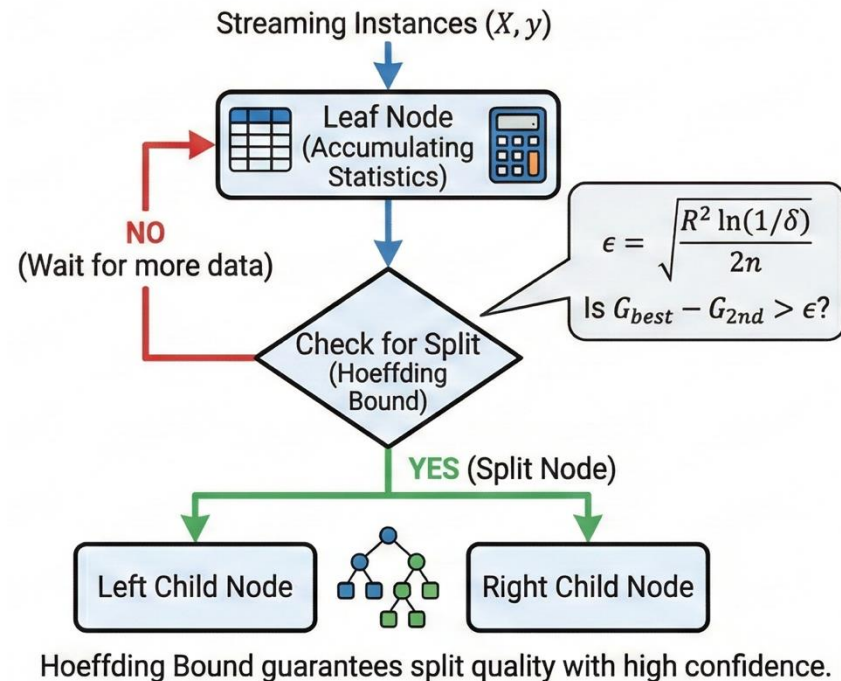 Streaming Instances (X, y)
Leaf Node
(Accumulating
Statistics)
NO
(Wait for more data)
ϵ = √(R² ln(1/δ) / 2n)
Is G_best − G_2nd > ϵ?
Check for Split
(Hoeffding
Bound)
YES (Split Node)
Left Child Node
Right Child Node
Hoeffding Bound guarantees split quality with high confidence.